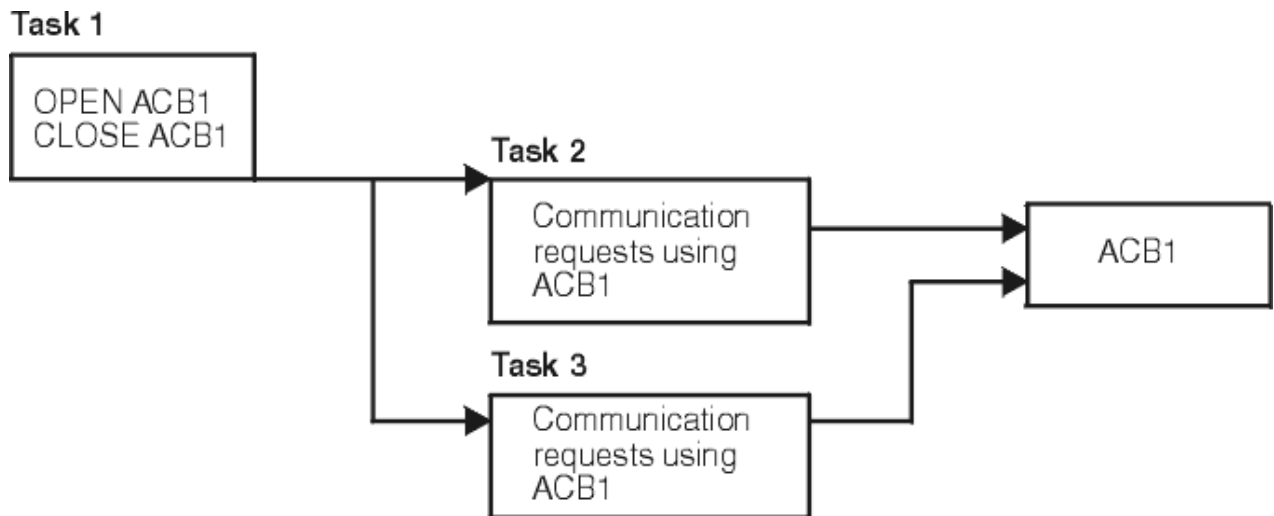 Task 1
OPEN ACB1
CLOSE ACB1
Task 2
Communication
requests using
ACB1
ACB1
Task 3
Communication
requests using
ACB1